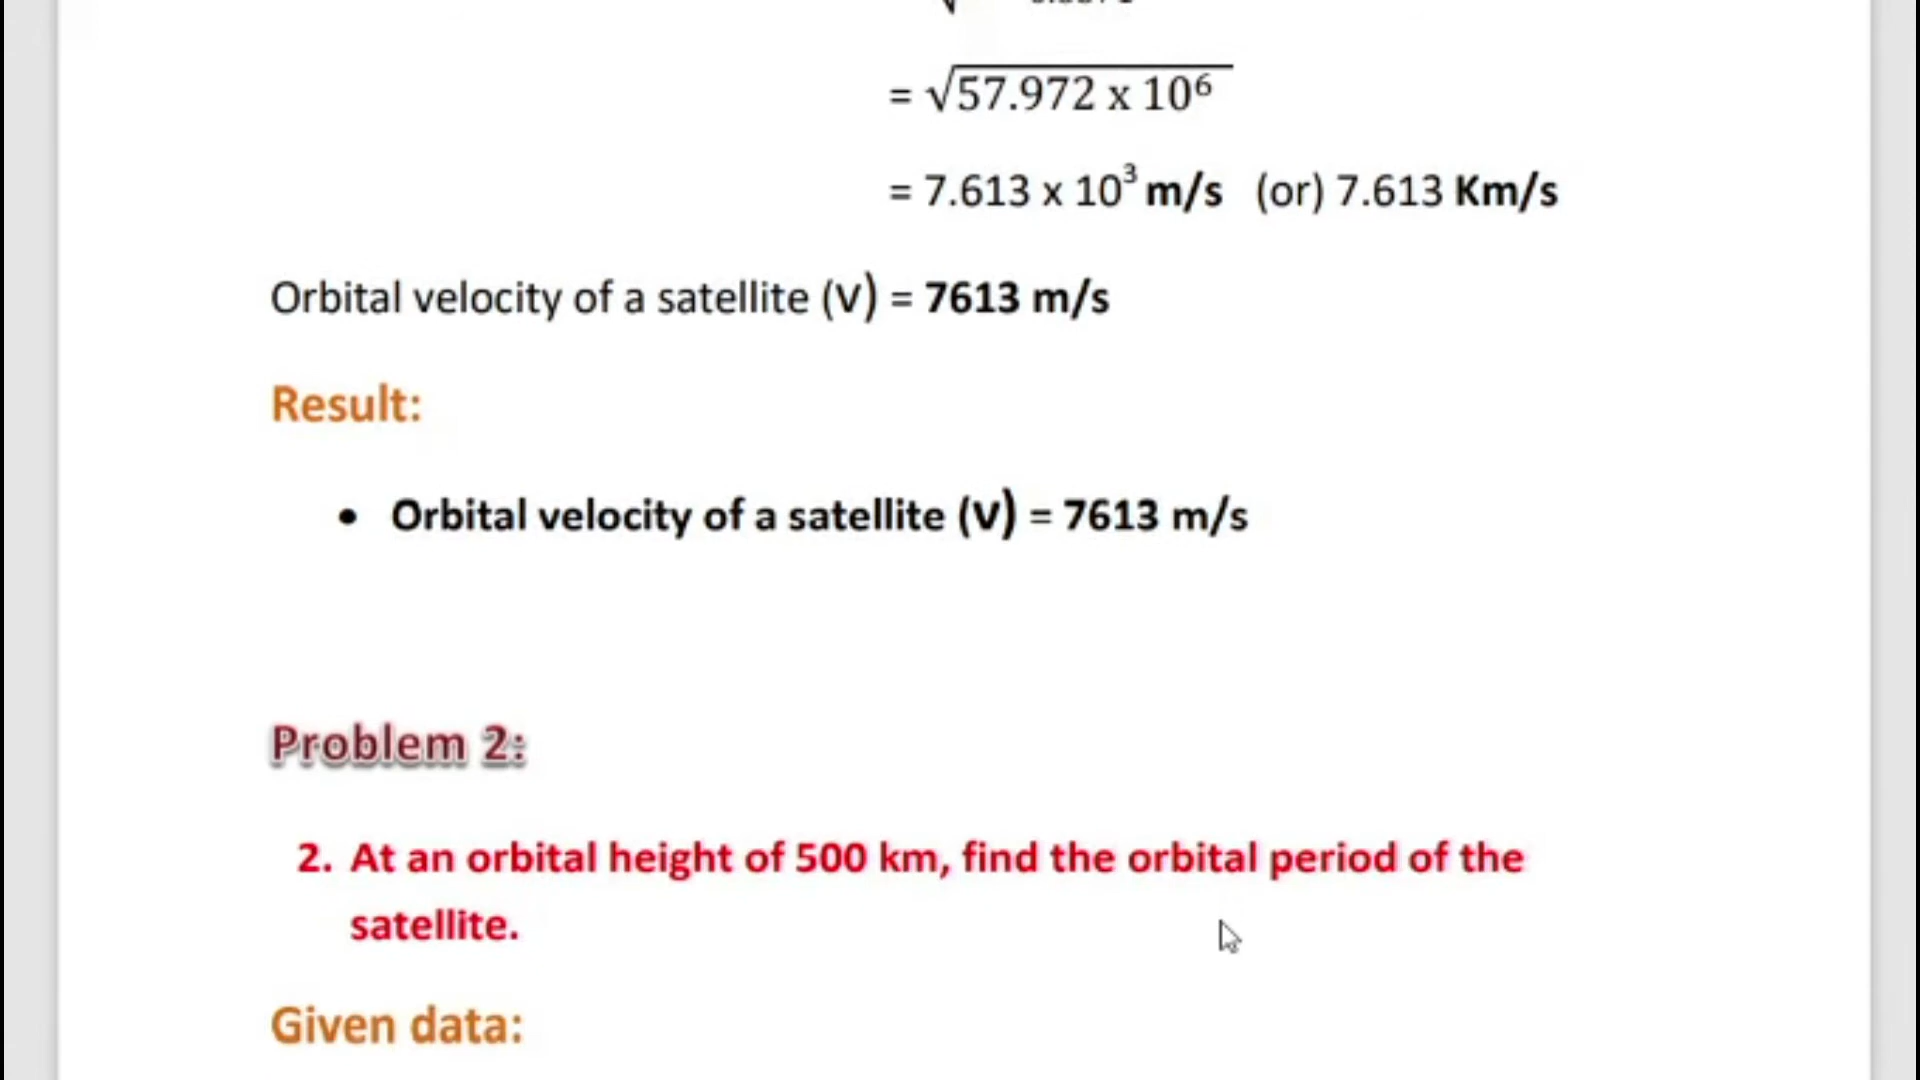 = √57.972 x 10⁶
= 7.613 x 10³ m/s (or) 7.613 Km/s
Orbital velocity of a satellite (V) = 7613 m/s
Result:
• Orbital velocity of a satellite (V) = 7613 m/s
Problem 2:
2. At an orbital height of 500 km, find the orbital period of the
satellite.
Given data: